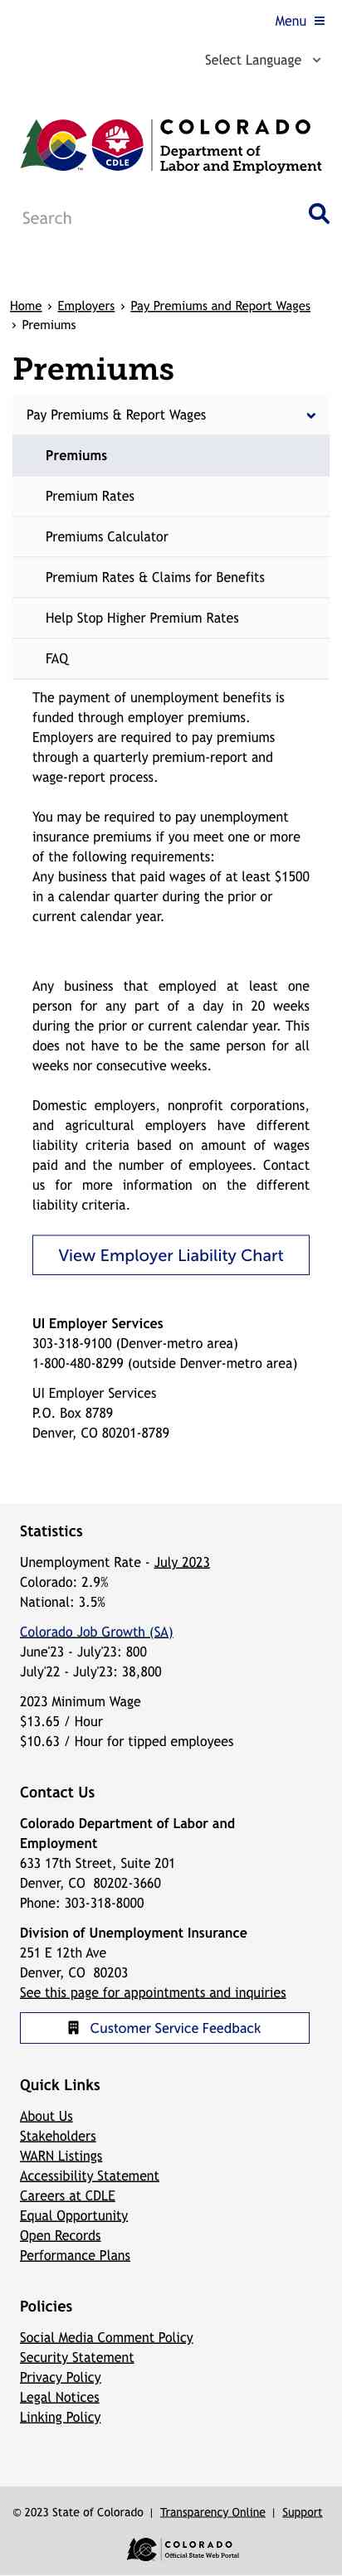 Menu
Select Language
COLORADO
Department of
Labor and Employment
CDLE
TM
Search
Home › Employers › Pay Premiums and Report Wages
› Premiums
Premiums
Pay Premiums & Report Wages
Premiums
Premium Rates
Premiums Calculator
Premium Rates & Claims for Benefits
Help Stop Higher Premium Rates
FAQ
The payment of unemployment benefits is
funded through employer premiums.
Employers are required to pay premiums
through a quarterly premium-report and
wage-report process.
You may be required to pay unemployment
insurance premiums if you meet one or more
of the following requirements:
Any business that paid wages of at least $1500
in a calendar quarter during the prior or
current calendar year.
Any business that employed at least one
person for any part of a day in 20 weeks
during the prior or current calendar year. This
does not have to be the same person for all
weeks nor consecutive weeks.
Domestic employers, nonprofit corporations,
and agricultural employers have different
liability criteria based on amount of wages
paid and the number of employees. Contact
us for more information on the different
liability criteria.
View Employer Liability Chart
UI Employer Services
303-318-9100 (Denver-metro area)
1-800-480-8299 (outside Denver-metro area)
UI Employer Services
P.O. Box 8789
Denver, CO 80201-8789
Statistics
Unemployment Rate - July 2023
Colorado: 2.9%
National: 3.5%
Colorado Job Growth (SA)
June'23 - July'23: 800
July'22 - July'23: 38,800
2023 Minimum Wage
$13.65 / Hour
$10.63 / Hour for tipped employees
Contact Us
Colorado Department of Labor and
Employment
633 17th Street, Suite 201
Denver, CO  80202-3660
Phone: 303-318-8000
Division of Unemployment Insurance
251 E 12th Ave
Denver, CO  80203
See this page for appointments and inquiries
Customer Service Feedback
Quick Links
About Us
Stakeholders
WARN Listings
Accessibility Statement
Careers at CDLE
Equal Opportunity
Open Records
Performance Plans
Policies
Social Media Comment Policy
Security Statement
Privacy Policy
Legal Notices
Linking Policy
© 2023 State of Colorado | Transparency Online | Support
COLORADO
Official State Web Portal